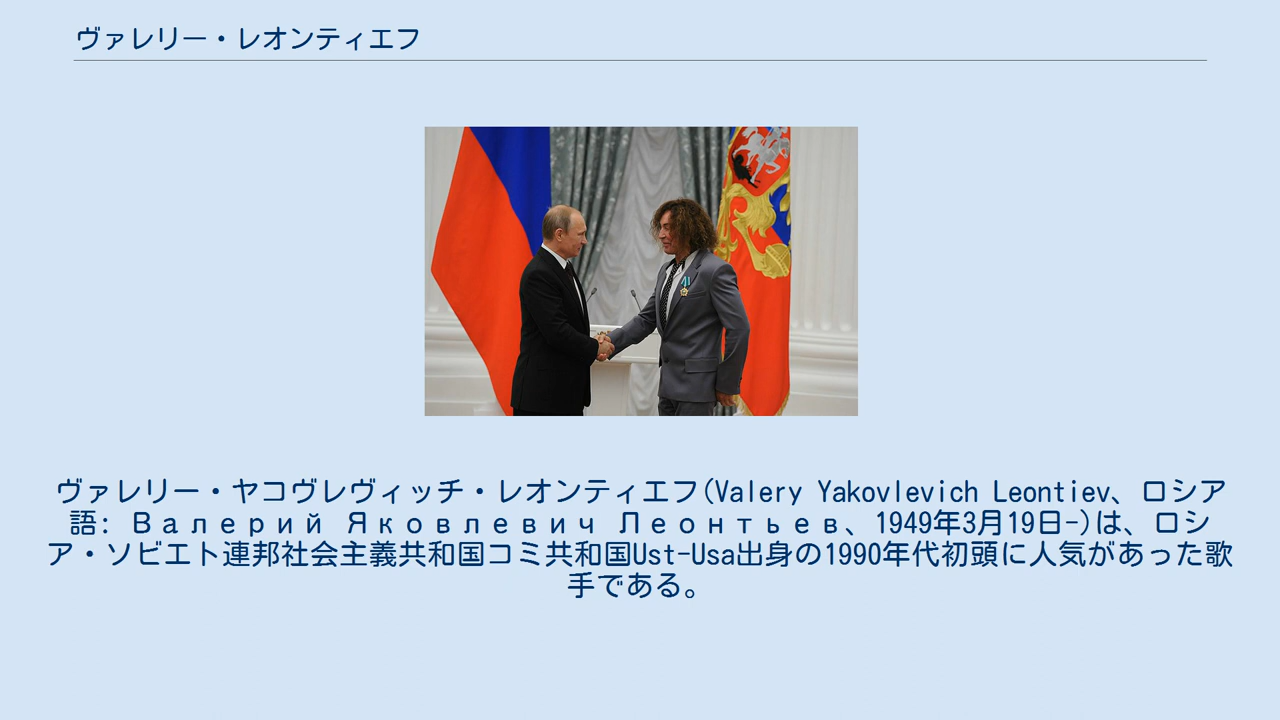 ヴァレリー・レオンティエフ
ヴァレリー・ヤコヴレヴィッチ・レオンティエフ(Valery Yakovlevich Leontiev、ロシア
語: Валерий Яковлевич Леонтьев、1949年3月19日-)は、ロシ
ア・ソビエト連邦社会主義共和国コミ共和国Ust-Usa出身の1990年代初頭に人気があった歌
手である。